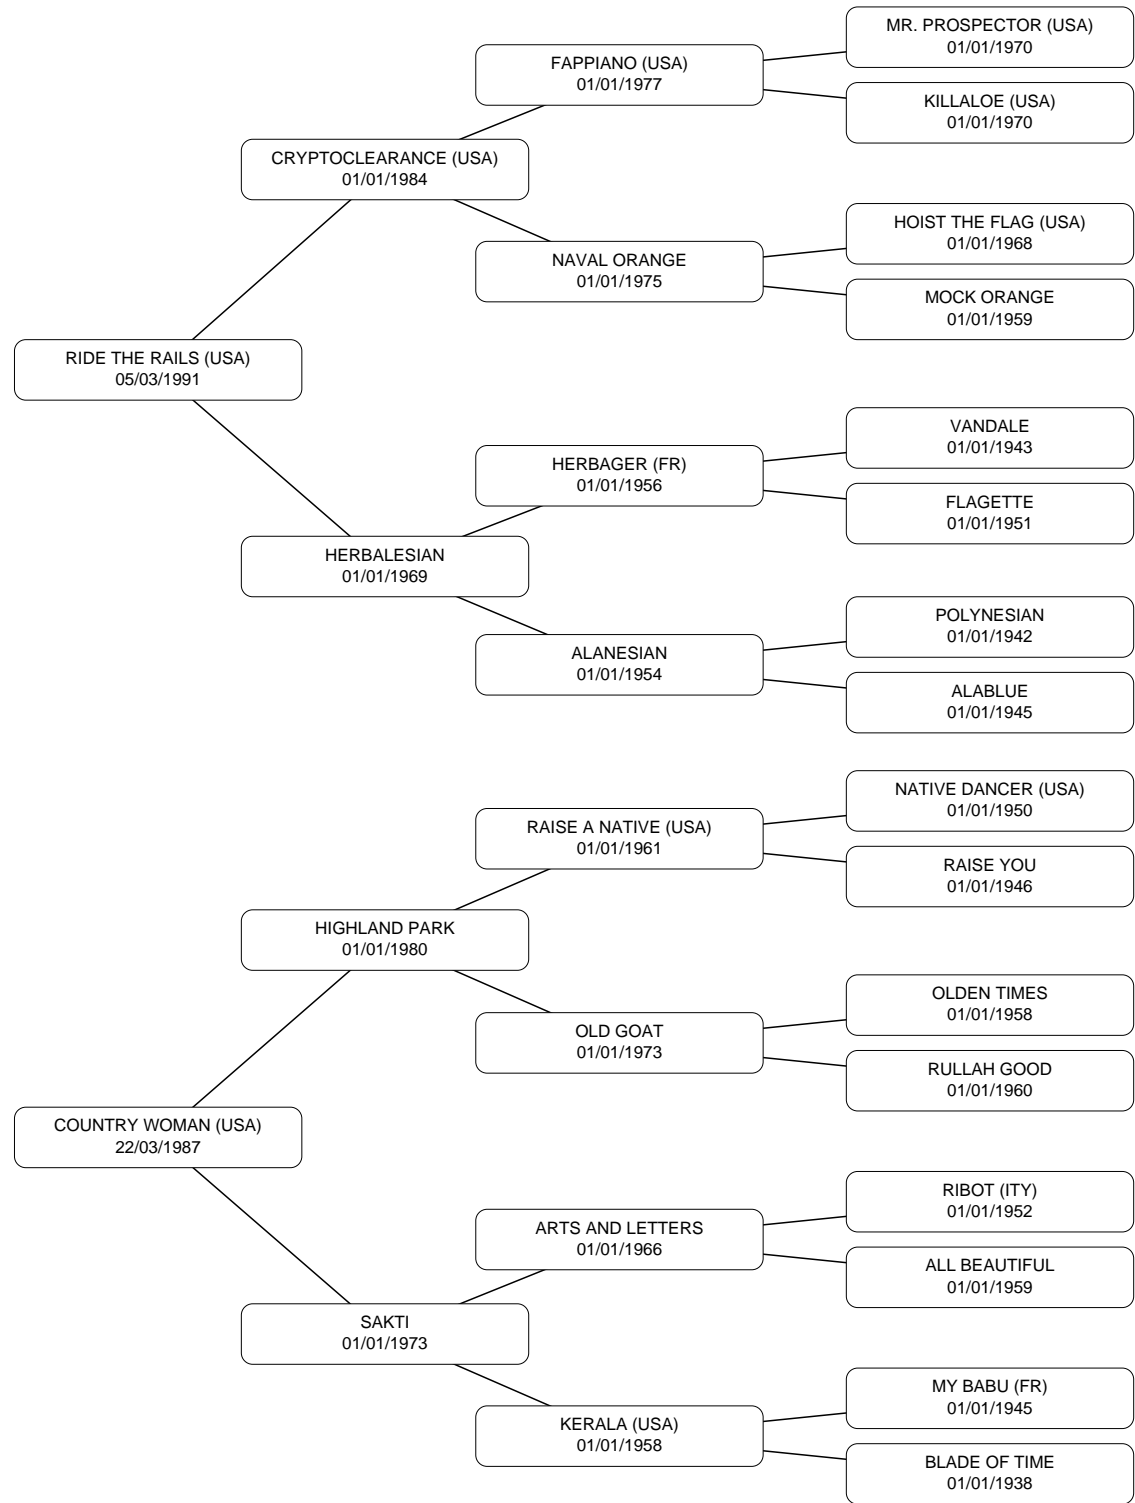 MR. PROSPECTOR (USA)
01/01/1970
FAPPIANO (USA)
01/01/1977
KILLALOE (USA)
01/01/1970
CRYPTOCLEARANCE (USA)
01/01/1984
HOIST THE FLAG (USA)
01/01/1968
NAVAL ORANGE
01/01/1975
MOCK ORANGE
01/01/1959
RIDE THE RAILS (USA)
05/03/1991
VANDALE
01/01/1943
HERBAGER (FR)
01/01/1956
FLAGETTE
01/01/1951
HERBALESIAN
01/01/1969
POLYNESIAN
01/01/1942
ALANESIAN
01/01/1954
ALABLUE
01/01/1945
NATIVE DANCER (USA)
01/01/1950
RAISE A NATIVE (USA)
01/01/1961
RAISE YOU
01/01/1946
HIGHLAND PARK
01/01/1980
OLDEN TIMES
01/01/1958
OLD GOAT
01/01/1973
RULLAH GOOD
01/01/1960
COUNTRY WOMAN (USA)
22/03/1987
RIBOT (ITY)
01/01/1952
ARTS AND LETTERS
01/01/1966
ALL BEAUTIFUL
01/01/1959
SAKTI
01/01/1973
MY BABU (FR)
01/01/1945
KERALA (USA)
01/01/1958
BLADE OF TIME
01/01/1938